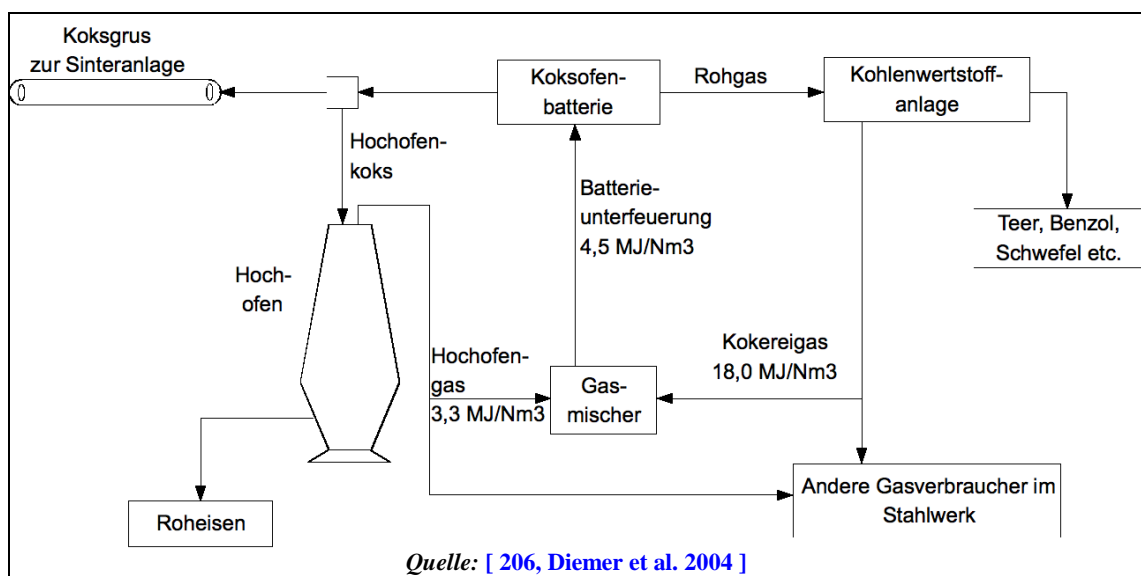 Koksgrus
zur Sinteranlage
Koksofen-
batterie
Rohgas
Kohlenwertstoff-
anlage
Hochofen-
koks
Batterie-
unterfeuerung
4,5 MJ/Nm3
Teer, Benzol,
Schwefel etc.
Hoch-
ofen
Hochofen-
gas
3,3 MJ/Nm3
Gas-
mischer
Kokereigas
18,0 MJ/Nm3
Roheisen
Andere Gasverbraucher im
Stahlwerk
Quelle: [ 206, Diemer et al. 2004 ]